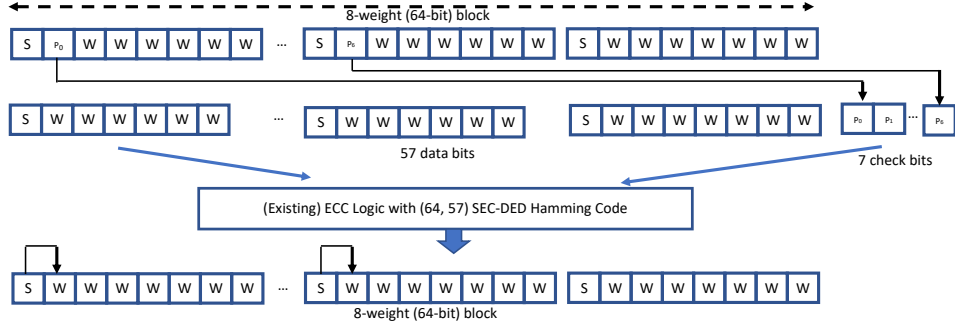 8-weight (64-bit) block
S P0 W W W W W W ... S P6 W W W W W W S W W W W W W W
S W W W W W W ... S W W W W W W S W W W W W W W P0 P1 ... P6
57 data bits
7 check bits
(Existing) ECC Logic with (64, 57) SEC-DED Hamming Code
S W W W W W W W ... S W W W W W W W S W W W W W W W
8-weight (64-bit) block